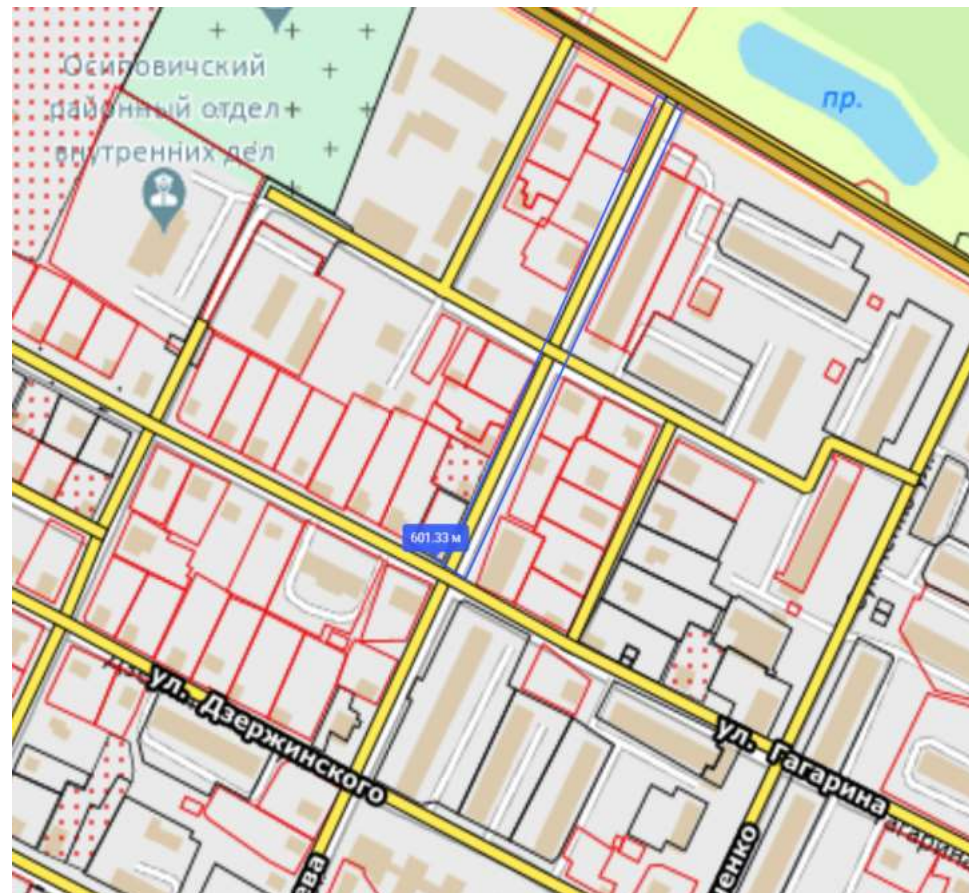 Осиповичский
районный отдел
внутренних дел
пр.
601.33 м
ул. Дзержинского
ул. Гагарина